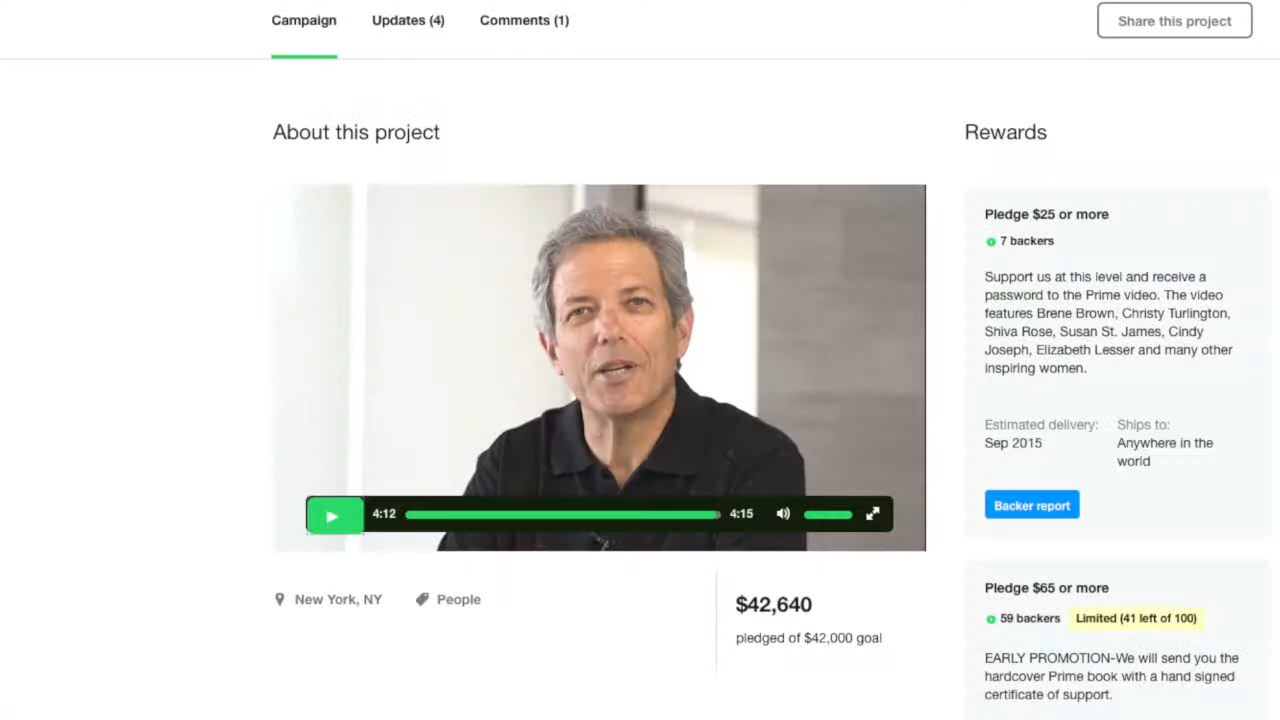 Campaign
Updates (4)
Comments (1)
Share this project
About this project
Rewards
Pledge $25 or more
7 backers
Support us at this level and receive a
password to the Prime video. The video
features Brene Brown, Christy Turlington,
Shiva Rose, Susan St. James, Cindy
Joseph, Elizabeth Lesser and many other
inspiring women.
Estimated delivery:
Sep 2015
Ships to:
Anywhere in the
world
Backer report
4:12
4:15
New York, NY
People
$42,640
pledged of $42,000 goal
Pledge $65 or more
59 backers
Limited (41 left of 100)
EARLY PROMOTION-We will send you the
hardcover Prime book with a hand signed
certificate of support.